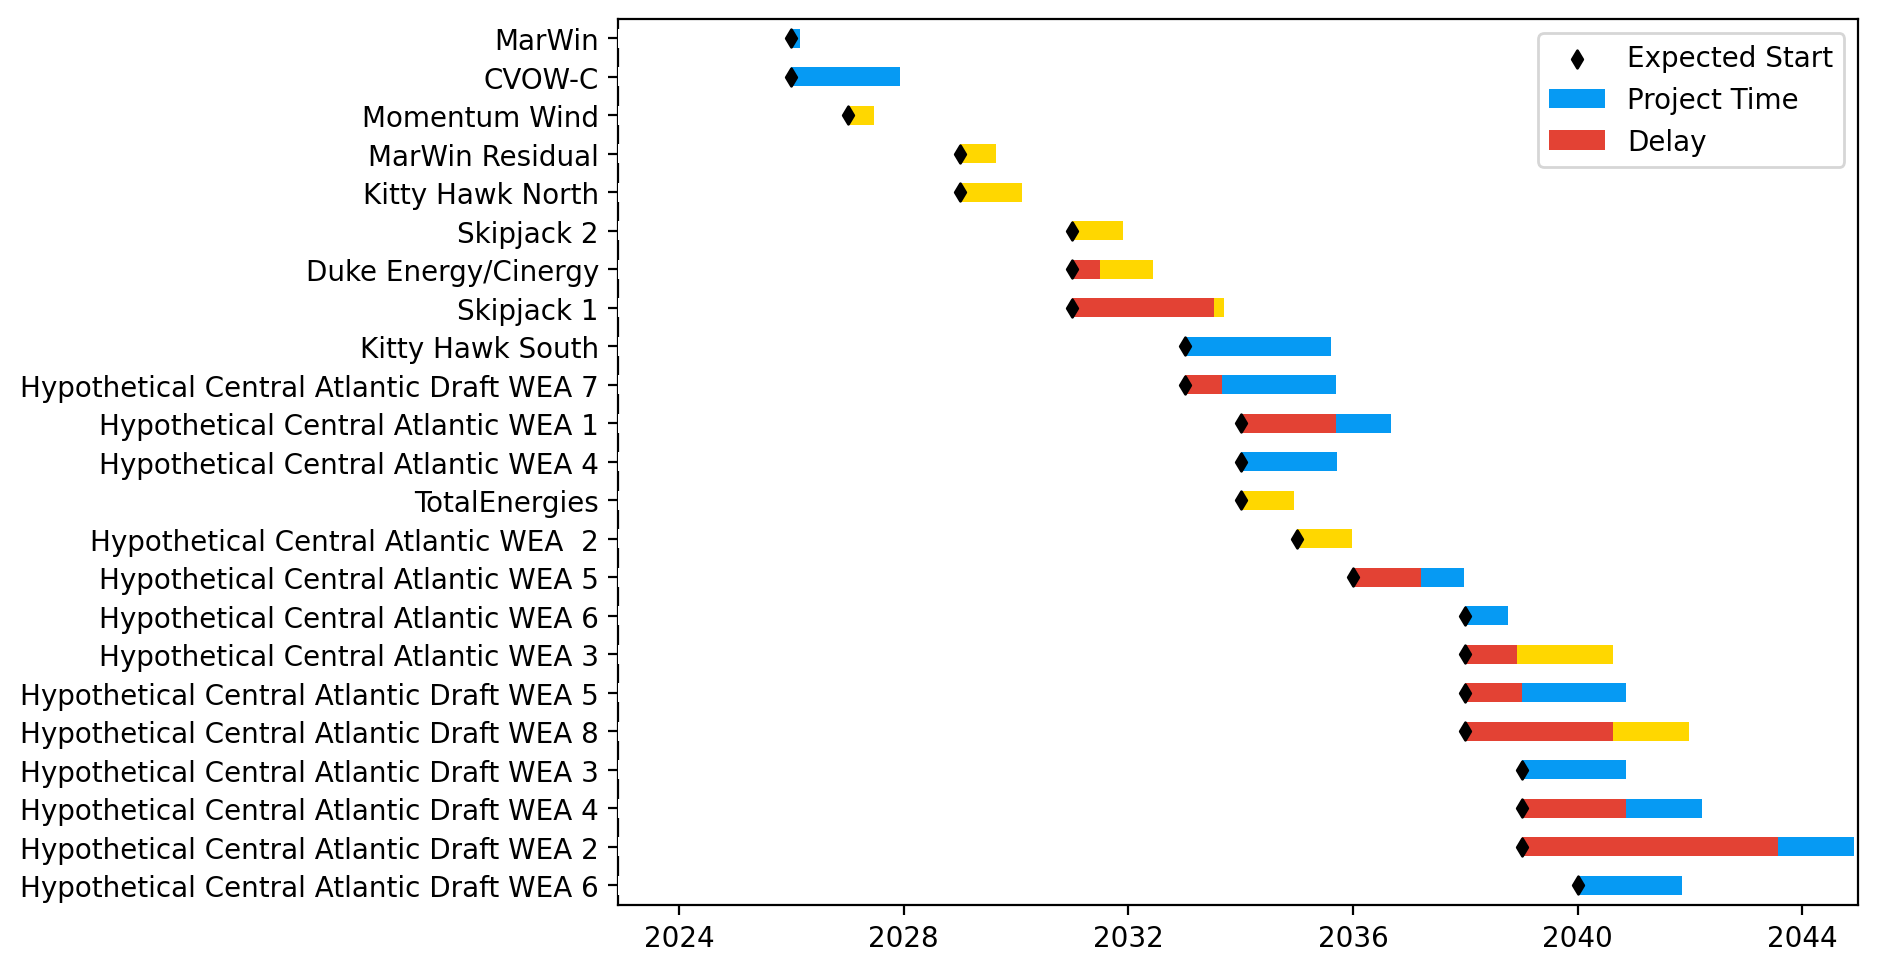 MarWin
CVOW-C
Momentum Wind
MarWin Residual
Kitty Hawk North
Skipjack 2
Duke Energy/Cinergy
Skipjack 1
Kitty Hawk South
Hypothetical Central Atlantic Draft WEA 7
Hypothetical Central Atlantic WEA 1
Hypothetical Central Atlantic WEA 4
TotalEnergies
Hypothetical Central Atlantic WEA  2
Hypothetical Central Atlantic WEA 5
Hypothetical Central Atlantic WEA 6
Hypothetical Central Atlantic WEA 3
Hypothetical Central Atlantic Draft WEA 5
Hypothetical Central Atlantic Draft WEA 8
Hypothetical Central Atlantic Draft WEA 3
Hypothetical Central Atlantic Draft WEA 4
Hypothetical Central Atlantic Draft WEA 2
Hypothetical Central Atlantic Draft WEA 6
Expected Start
Project Time
Delay
2024 2028 2032 2036 2040 2044